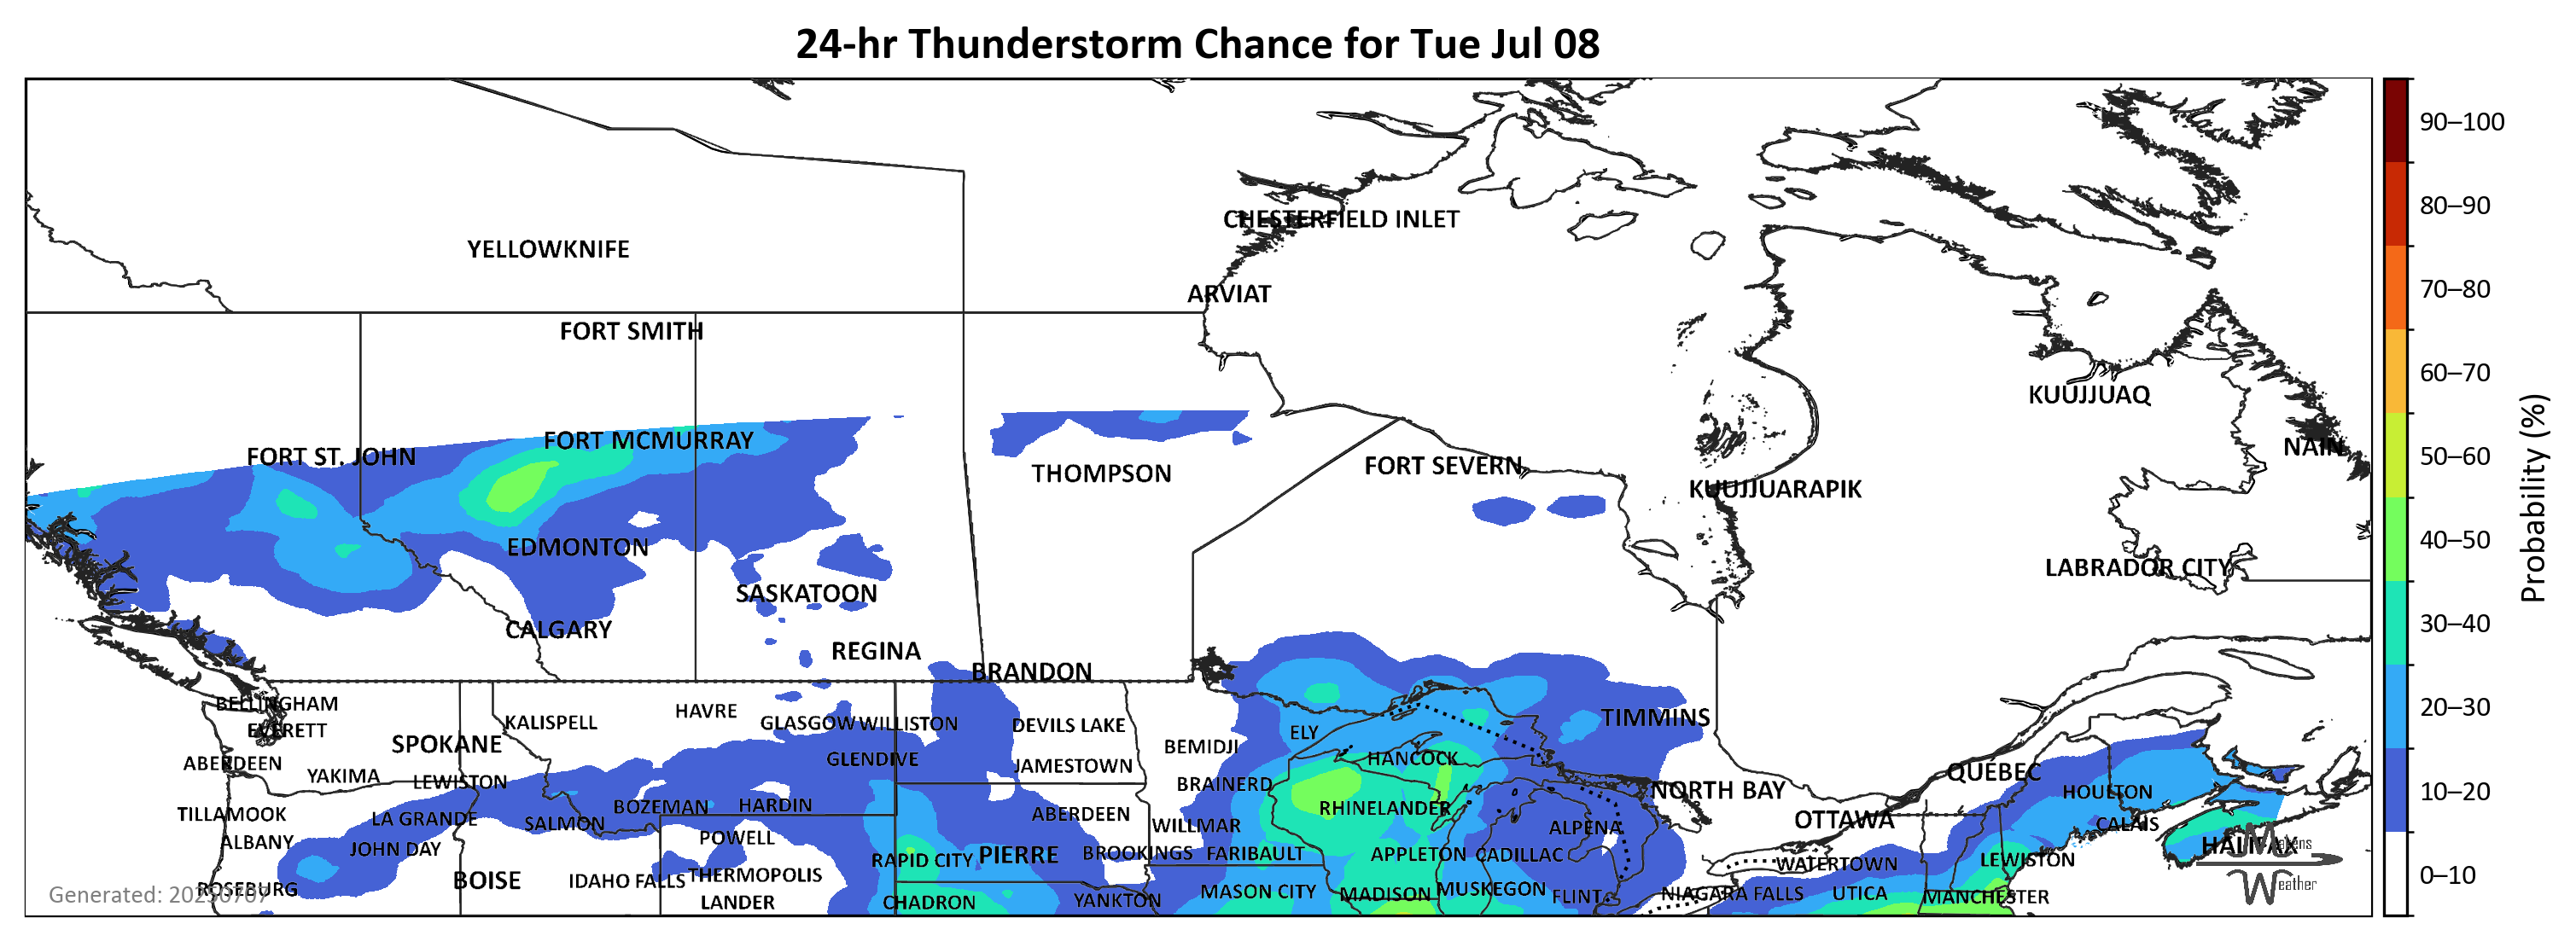 24-hr Thunderstorm Chance for Tue Jul 08
90–100
80–90
CHESTERFIELD INLET
YELLOWKNIFE
70–80
ARVIAT
FORT SMITH
60–70
KUUJJUAQ
FORT MCMURRAY
NAIN
FORT ST. JOHN
50–60
FORT SEVERN
THOMPSON
KUUJJUARAPIK
Probability (%)
40–50
EDMONTON
LABRADOR CITY
SASKATOON
30–40
CALGARY
REGINA
BRANDON
BELLINGHAM
20–30
HAVRE
TIMMINS
KALISPELL
GLASGOW
WILLISTON
DEVILS LAKE
EVERETT
ELY
SPOKANE
BEMIDJI
HANCOCK
GLENDIVE
ABERDEEN
JAMESTOWN
QUÉBEC
YAKIMA
LEWISTON
BRAINERD
NORTH BAY
HOULTON
10–20
BOZEMAN
HARDIN
RHINELANDER
TILLAMOOK
ABERDEEN
LA GRANDE
OTTAWA
SALMON
WILLMAR
CALAIS
ALPENA
POWELL
ALBANY
HALIFAX
Matens
Weather
JOHN DAY
BROOKINGS
FARIBAULT
APPLETON
CADILLAC
PIERRE
RAPID CITY
LEWISTON
WATERTOWN
0–10
THERMOPOLIS
BOISE
IDAHO FALLS
ROSEBURG
MUSKEGON
MASON CITY
MADISON
NIAGARA FALLS
UTICA
Generated: 20250707
FLINT
MANCHESTER
YANKTON
LANDER
CHADRON